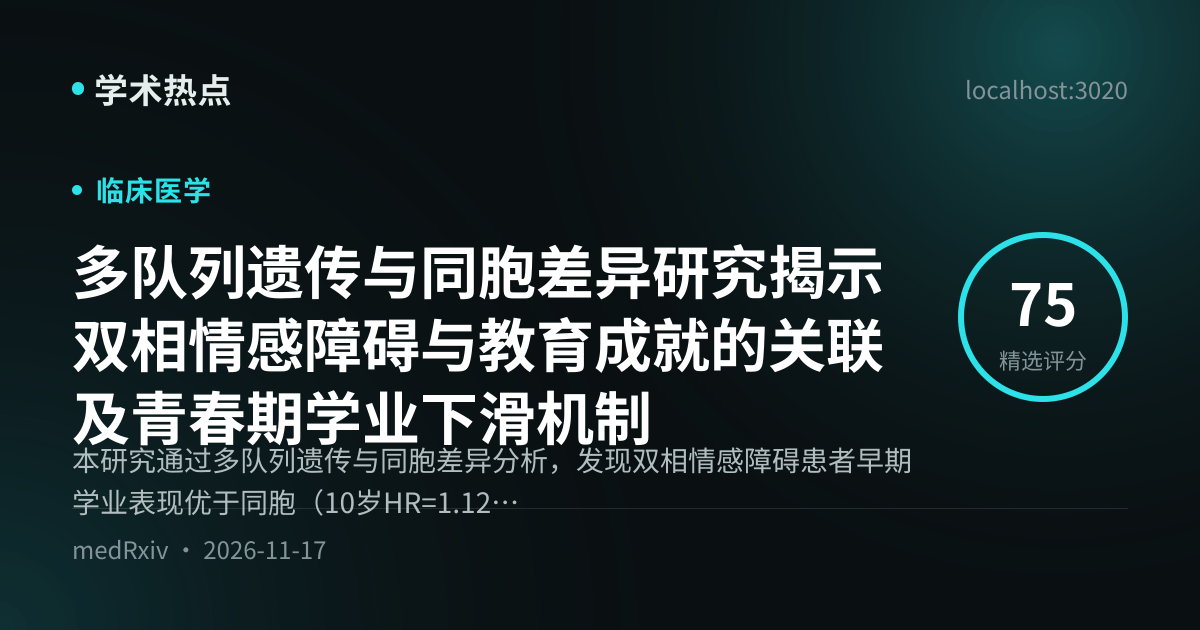 学术热点
localhost:3020
临床医学
多队列遗传与同胞差异研究揭示
双相情感障碍与教育成就的关联
及青春期学业下滑机制
75
精选评分
本研究通过多队列遗传与同胞差异分析，发现双相情感障碍患者早期
学业表现优于同胞（10岁HR=1.12…
medRxiv • 2026-11-17